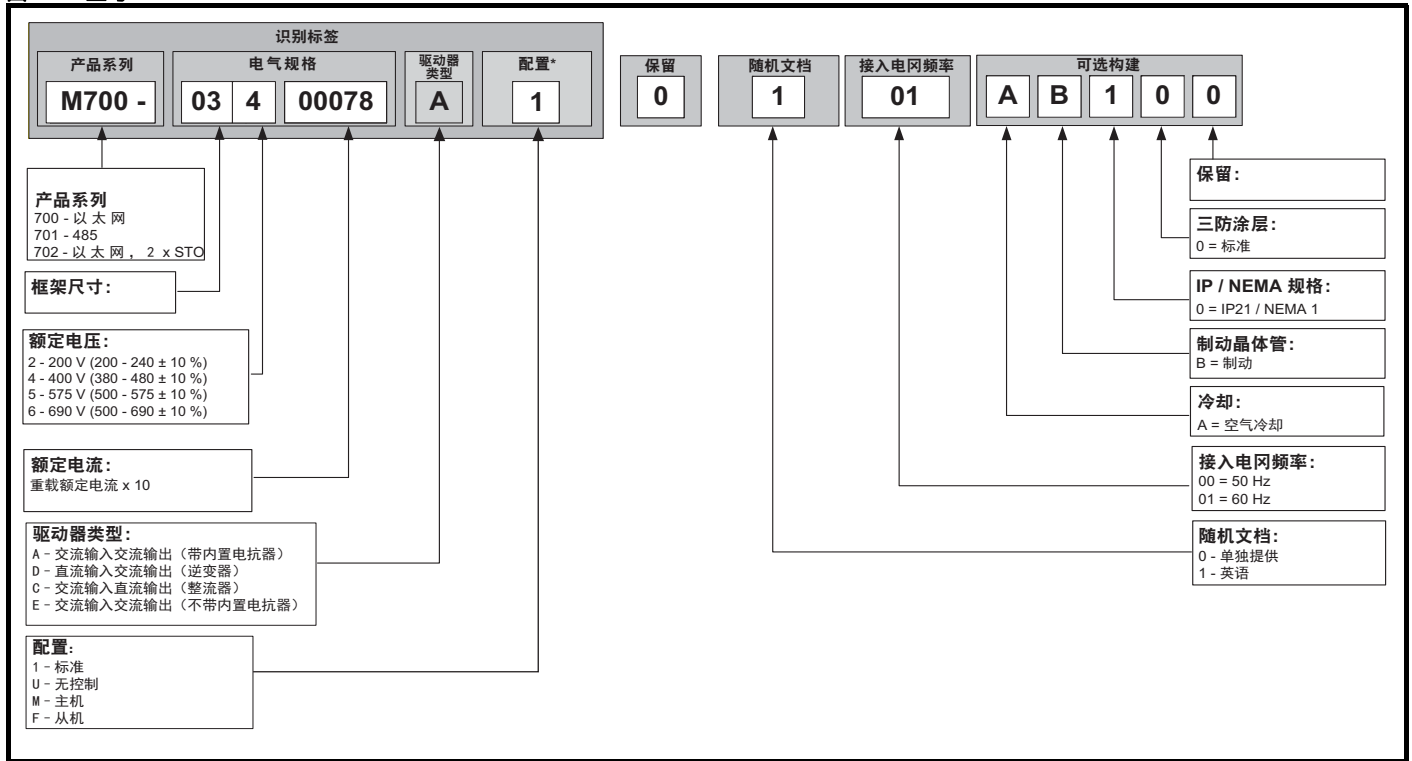 识别标签
产品系列
电气规格
驱动器
类型
配置*
保留
随机文档
接入电冈频率
可选构建
M700 -
03
4
00078
A
1
0
1
01
A
B
1
0
0
产品系列
700 - 以太网
701 - 485
702 - 以太网, 2 x STO
框架尺寸:
额定电压:
2 - 200 V (200 - 240 ± 10 %)
4 - 400 V (380 - 480 ± 10 %)
5 - 575 V (500 - 575 ± 10 %)
6 - 690 V (500 - 690 ± 10 %)
额定电流:
重载额定电流 x 10
驱动器类型:
A - 交流输入交流输出（带内置电抗器）
D - 直流输入交流输出（逆变器）
C - 交流输入直流输出（整流器）
E - 交流输入交流输出（不带内置电抗器）
配置:
1 - 标准
U - 无控制
M - 主机
F - 从机
保留:
三防涂层:
0 = 标准
IP / NEMA 规格:
0 = IP21 / NEMA 1
制动晶体管:
B = 制动
冷却:
A = 空气冷却
接入电冈频率:
00 = 50 Hz
01 = 60 Hz
随机文档:
0 - 单独提供
1 - 英语